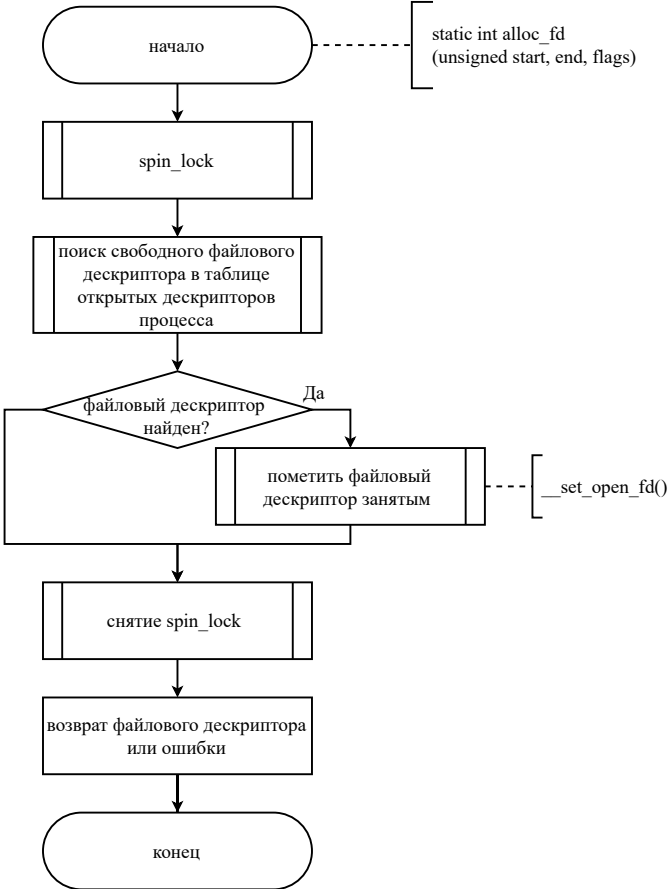 начало
static int alloc_fd
(unsigned start, end, flags)
spin_lock
поиск свободного файлового
дескриптора в таблице
открытых дескрипторов
процесса
Да
файловый дескриптор
найден?
пометить файловый
дескриптор занятым
__set_open_fd()
снятие spin_lock
возврат файлового дескриптора
или ошибки
конец